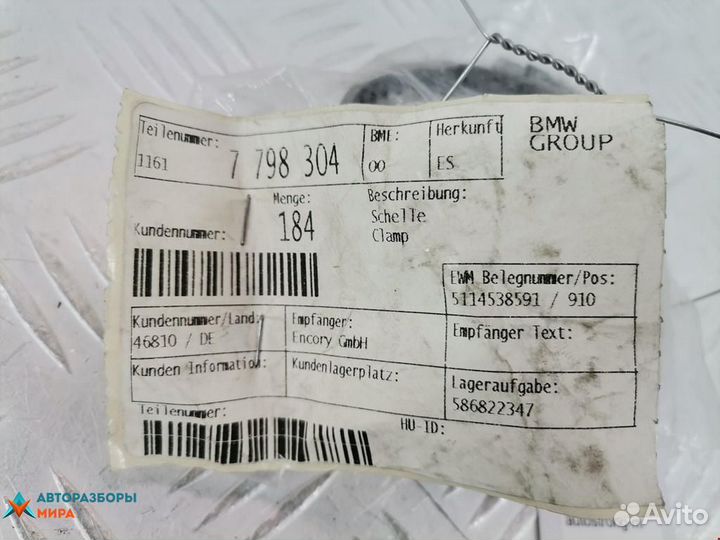 Teilenummer:
1161 7 798 304
BME:
00
Herkunft
ES
BMW
GROUP
Menge:
184
Beschreibung:
Schelle
Clamp
Kundennummer:
EWM Belegnummer/Pos:
5114538591 / 910
Kundennummer/Land:
46810 / DE
Empfänger:
Encory GmbH
Empfänger Text:
Kunden Information:
Kundenlagerplatz:
Lageraufgabe:
586822347
Teilenummer:
HU-ID:
АВТОРАЗБОРЫ
МИРА
Avito